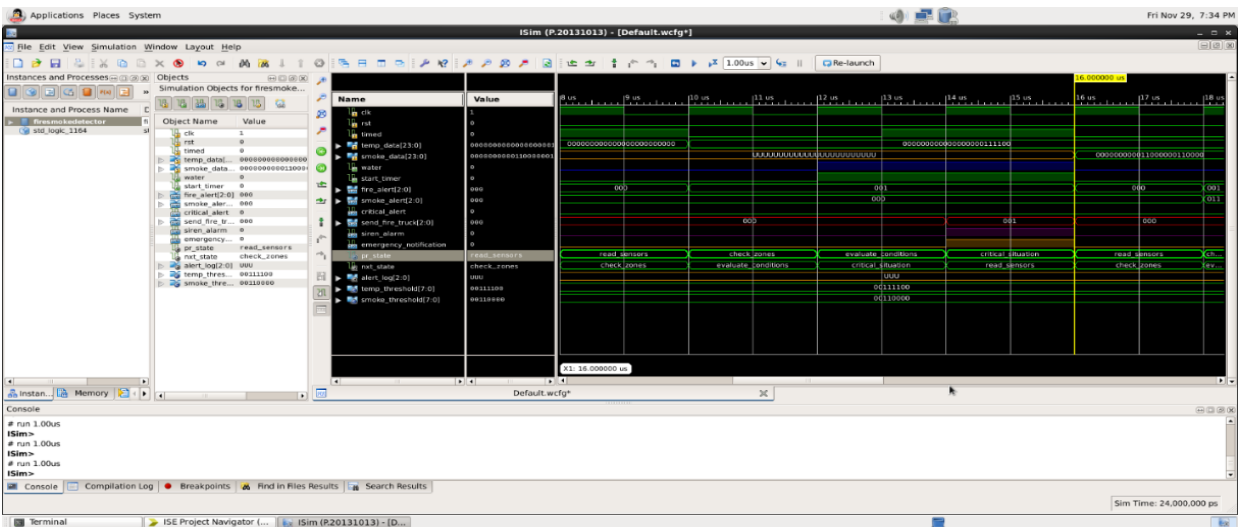 Applications Places System
Fri Nov 29, 7:34 PM
ISim (P.20131013) - [Default.wcfg*]
File Edit View Simulation Window Layout Help
1.00us
Re-launch
Instances and Processes
Instance and Process Name
firesmokedetector
std_logic_1164
Objects
Simulation Objects for firesmoke...
Object Name Value
clk 1
rst 0
timed 0
temp_data[... 000000000000000
smoke_data... 
water 0
start_timer 0
fire_alert[2:0] 000
smoke_aler... 000
critical_alert 0
send_fire_tr... 000
siren_alarm 0
emergency_... 0
pr_state read_sensors
nxt_state check_zones
alert_log[2:0] UUU
temp_thres... 00111100
smoke_thre... 00110000
Name Value
clk 1
rst 0
timed 0
temp_data[23:0]
smoke_data[23:0]
water 0
start_timer 0
fire_alert[2:0] 000
smoke_alert[2:0] 000
critical_alert 0
send_fire_truck[2:0] 000
siren_alarm 0
emergency_notification 0
pr_state read_sensors
nxt_state check_zones
alert_log[2:0] UUU
temp_threshold[7:0] 00111100
smoke_threshold[7:0] 00110000
16.000000 us
8 us 9 us 10 us 11 us 12 us 13 us 14 us 15 us 16 us 17 us 18 us
000000000000000000000000 000000000000000000111100
UUUUUUUUUUUUUUUUUUUUUUUU 000000000011000000110000
000 001 000 001
000 011
000 001 000
read_sensors check_zones evaluate_conditions critical_situation read_sensors
check_zones evaluate_conditions critical_situation read_sensors check_zones
UUU
00111100
00110000
X1: 16.000000 us
Instan... Memory
Default.wcfg*
Console
# run 1.00us
ISim>
# run 1.00us
ISim>
# run 1.00us
ISim>
Console Compilation Log Breakpoints Find in Files Results Search Results
Sim Time: 24,000,000 ps
Terminal ISE Project Navigator (... ISim (P.20131013) - [D...